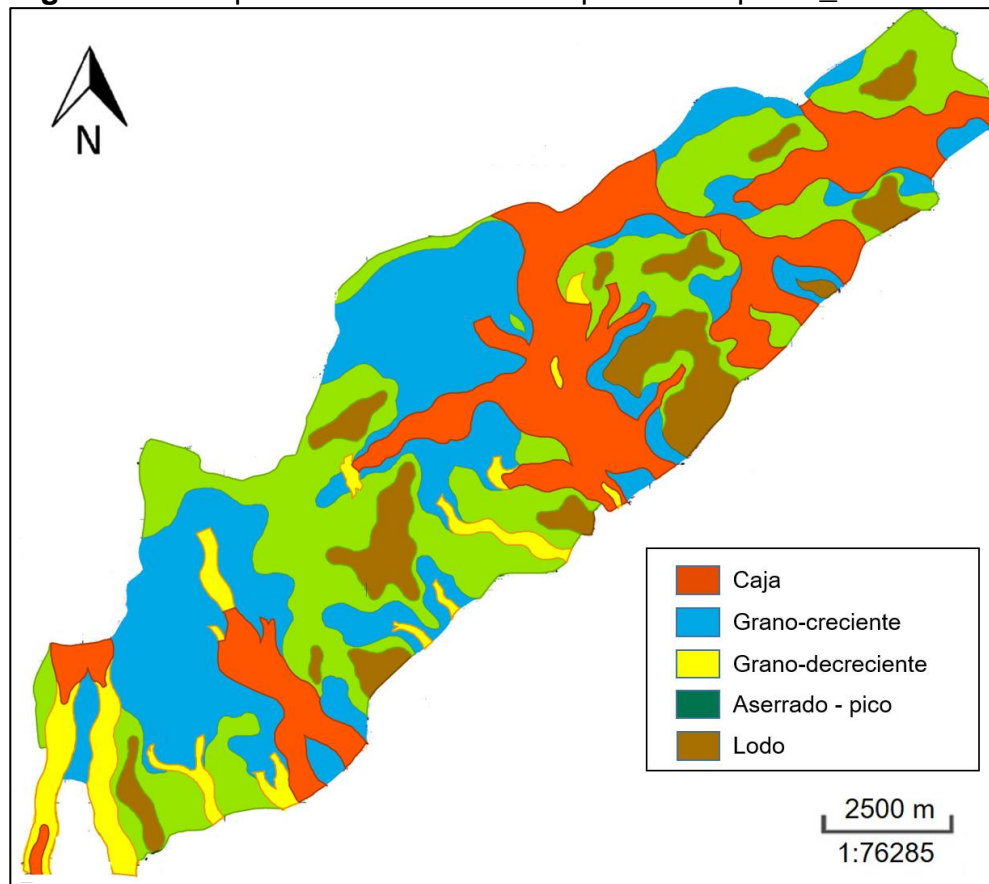 N
Caja
Grano-creciente
Grano-decreciente
Aserrado - pico
Lodo
2500 m
1:76285